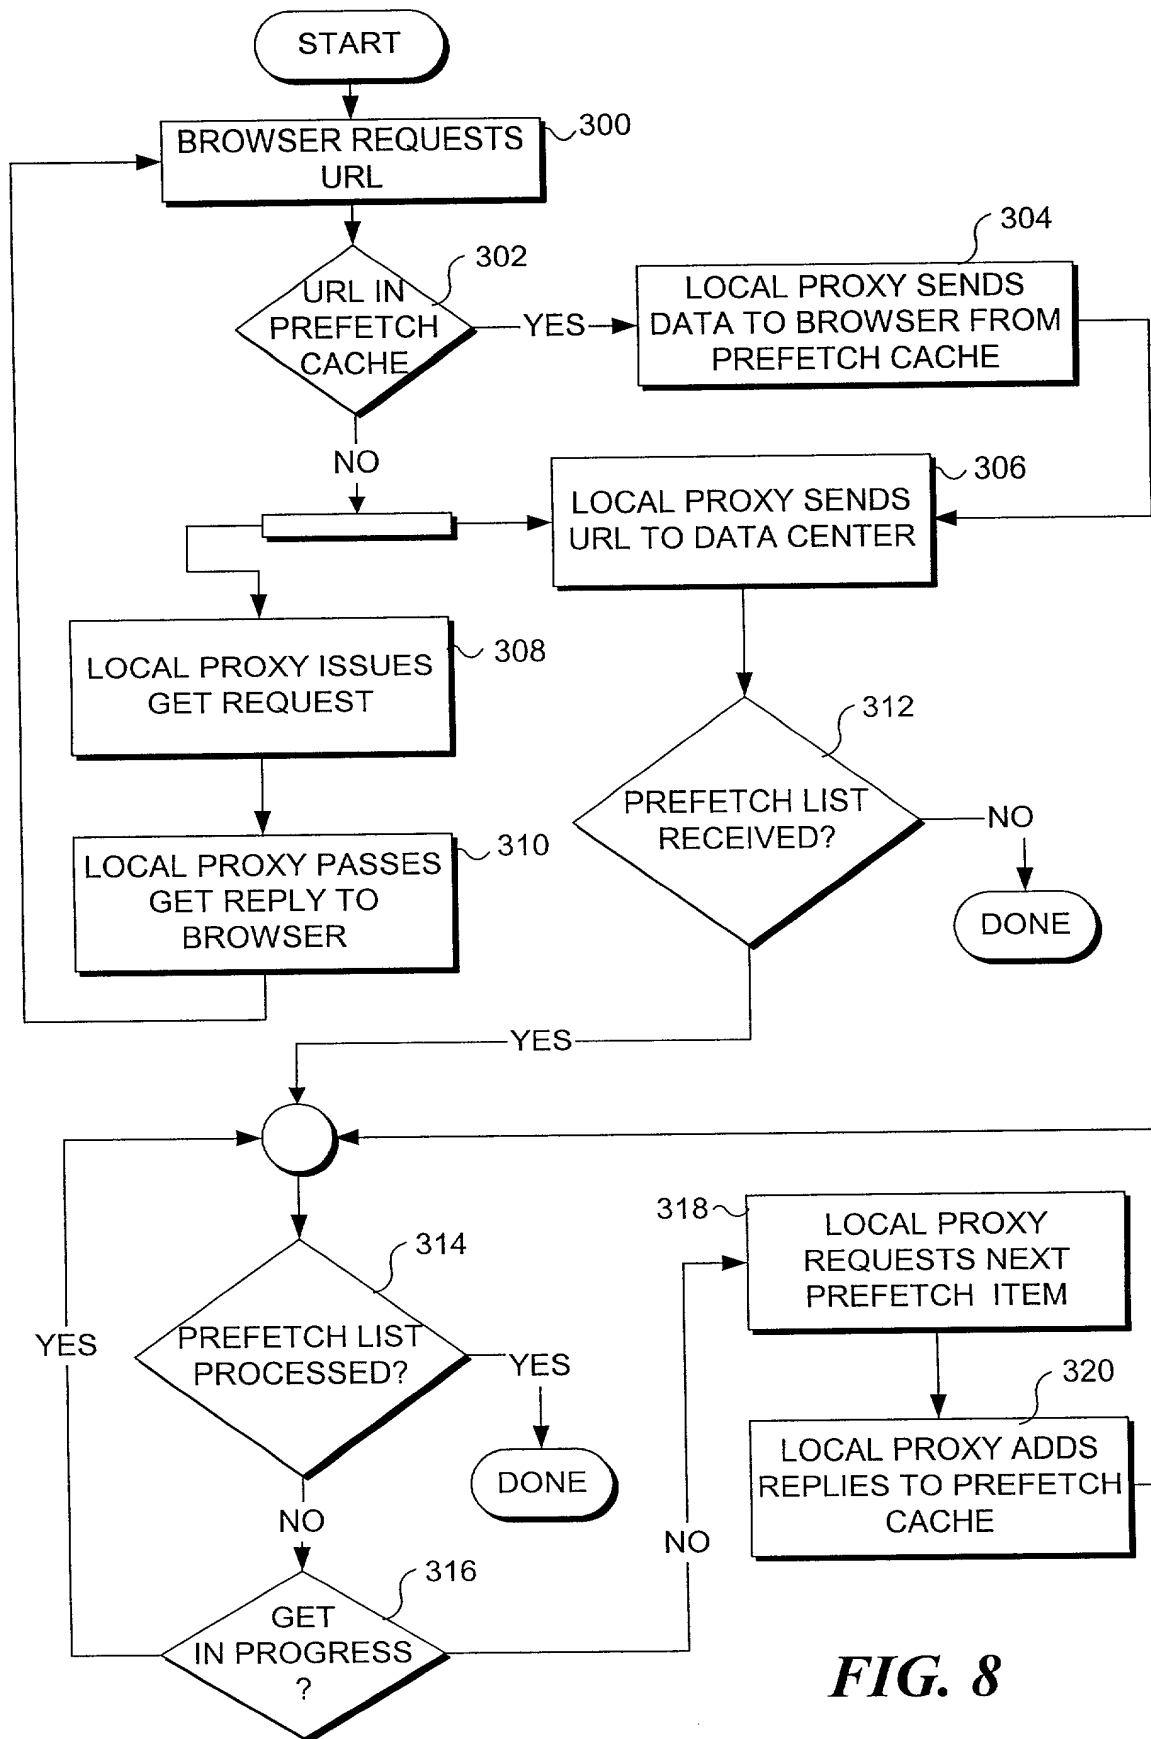 START
BROWSER REQUESTS
URL
300
302
URL IN
PREFETCH
CACHE
YES
304
LOCAL PROXY SENDS
DATA TO BROWSER FROM
PREFETCH CACHE
NO
306
LOCAL PROXY SENDS
URL TO DATA CENTER
308
LOCAL PROXY ISSUES
GET REQUEST
310
LOCAL PROXY PASSES
GET REPLY TO
BROWSER
312
PREFETCH LIST
RECEIVED?
NO
DONE
YES
314
PREFETCH LIST
PROCESSED?
YES
DONE
YES
NO
316
GET
IN PROGRESS
?
NO
318
LOCAL PROXY
REQUESTS NEXT
PREFETCH ITEM
320
LOCAL PROXY ADDS
REPLIES TO PREFETCH
CACHE
FIG. 8